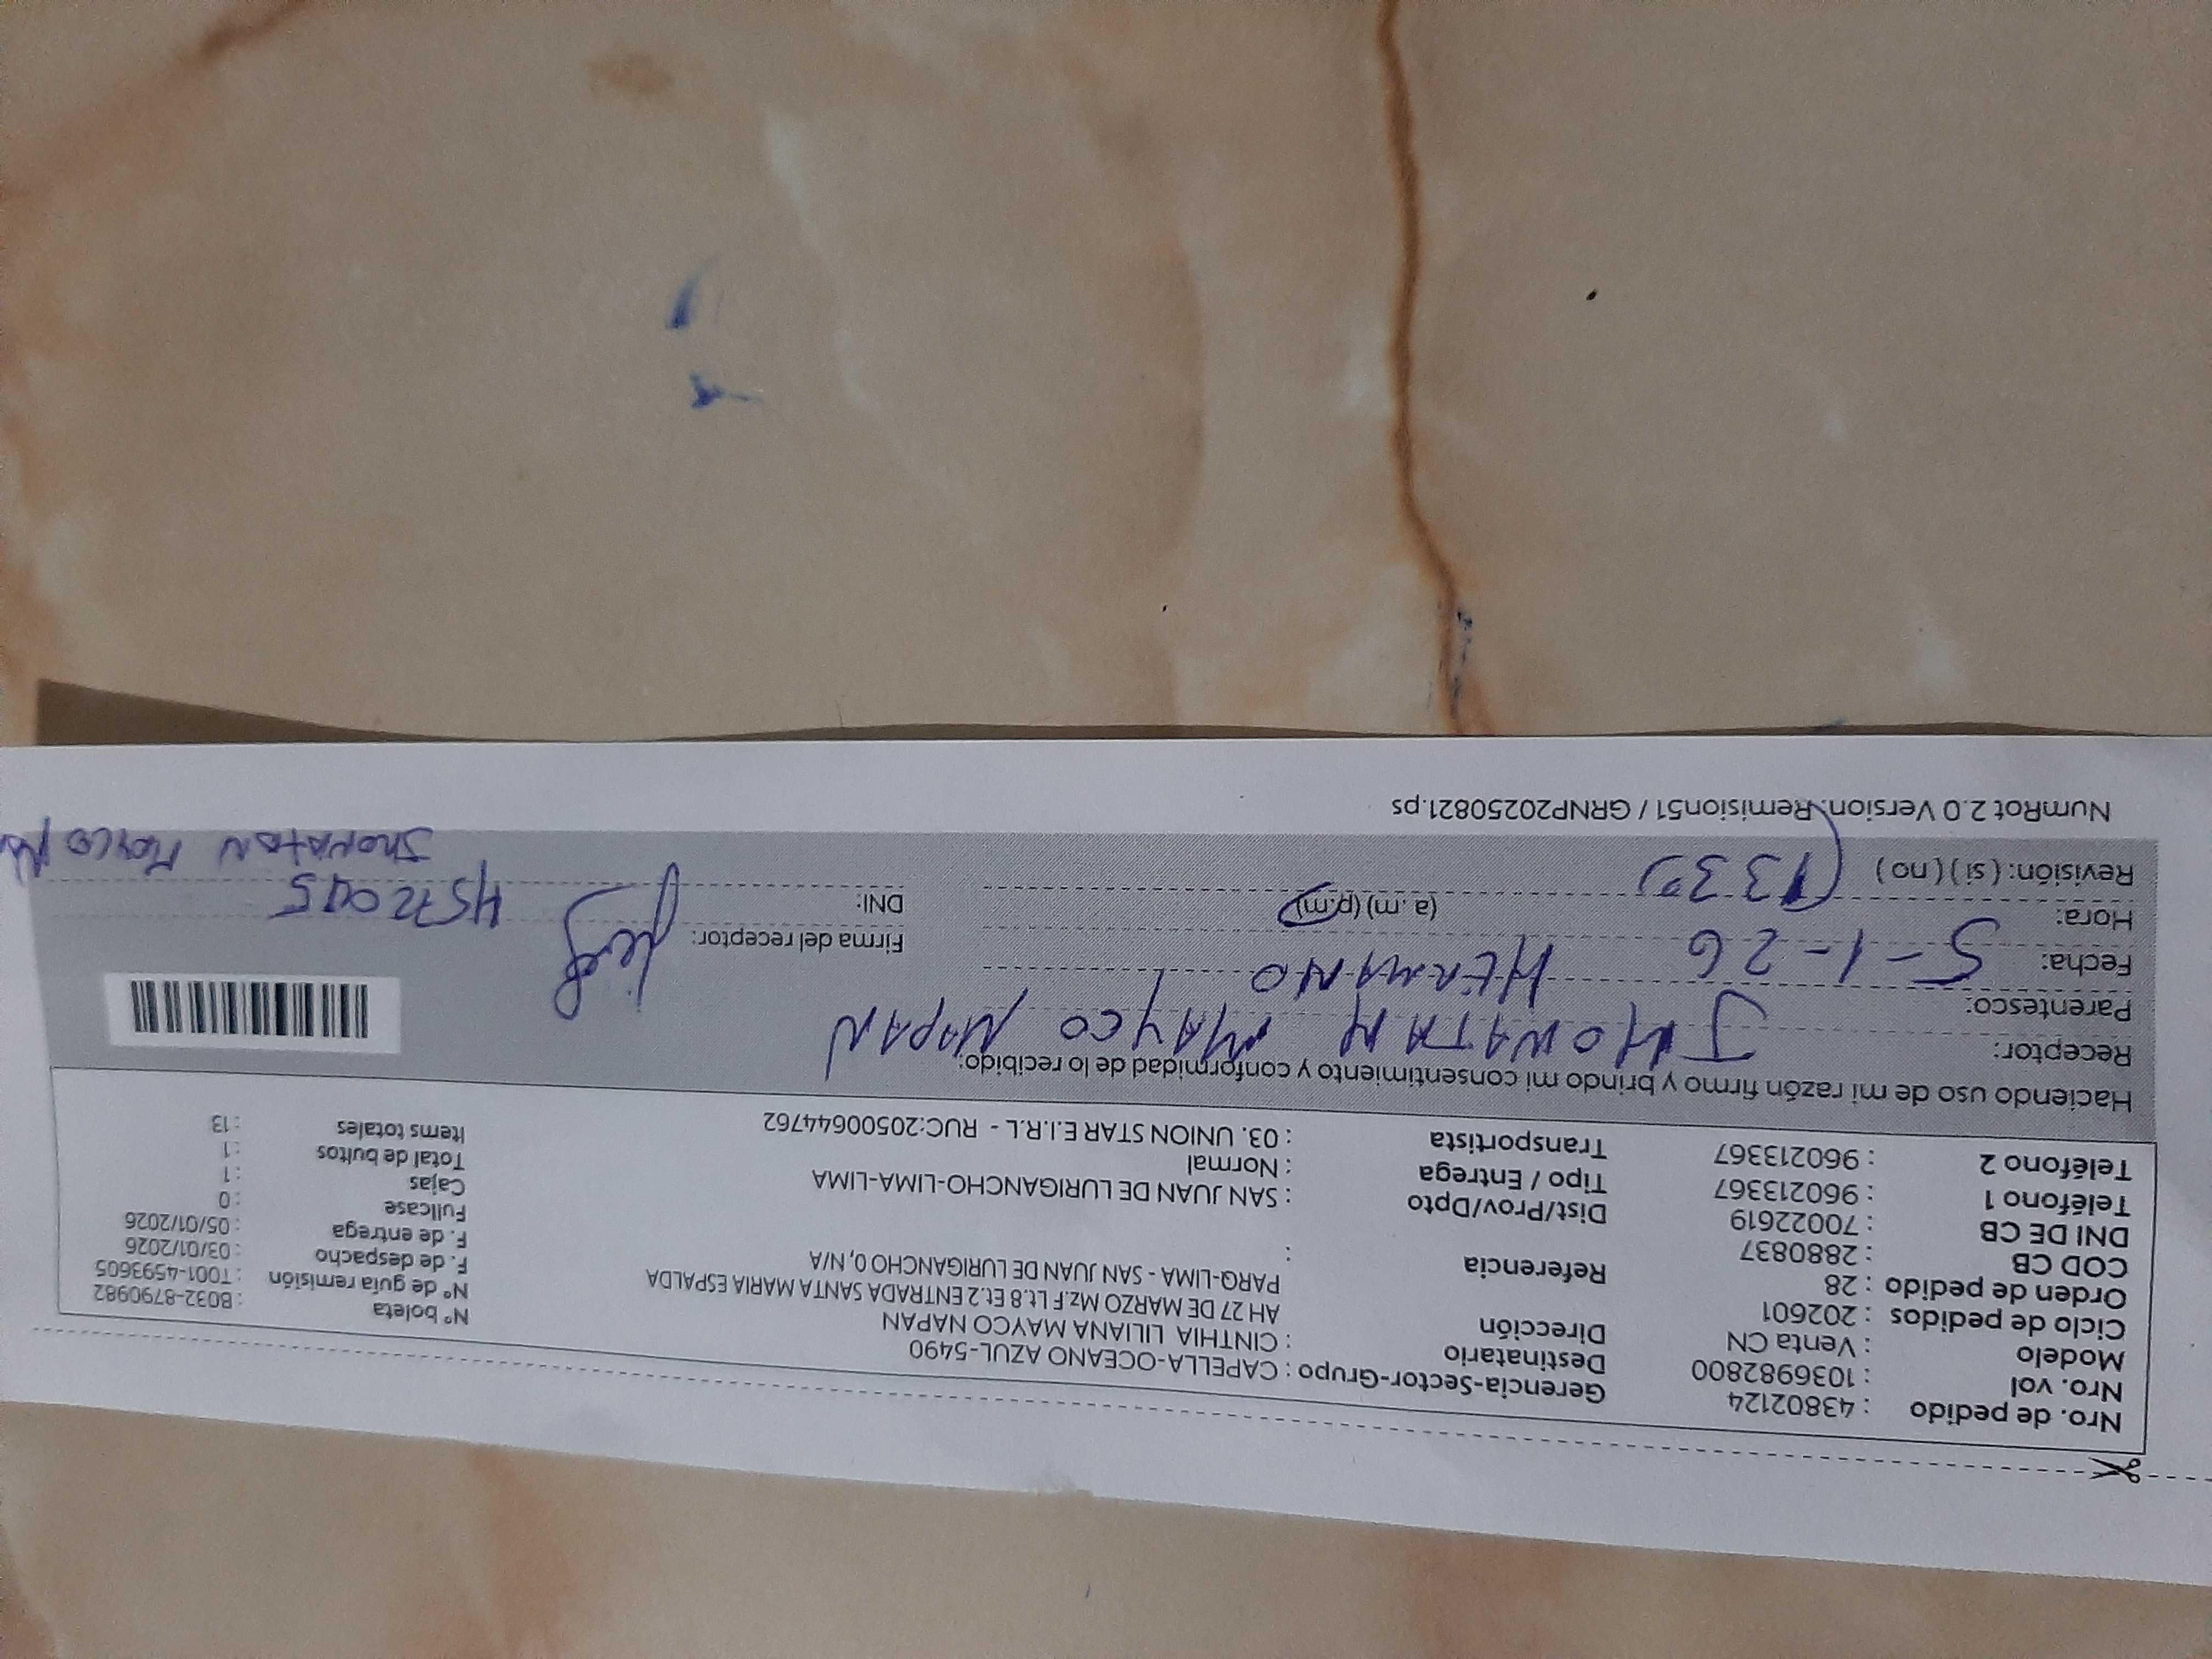 Nro. de pedido : 43802124
Nro. vol : 1036982800
Modelo : Venta CN
Ciclo de pedidos : 202601
Orden de pedido : 28
COD CB : 2880837
DNI DE CB : 70022619
Teléfono 1 : 960213367
Teléfono 2 : 960213367
Gerencia-Sector-Grupo : CAPELLA-OCEANO AZUL-5490
Destinatario : CINTHIA LILIANA MAYCO NAPAN
Dirección AH 27 DE MARZO Mz.F Lt.8 Et.2 ENTRADA SANTA MARIA ESPALDA
PARQ-LIMA - SAN JUAN DE LURIGANCHO 0, N/A
Referencia :
Dist/Prov/Dpto : SAN JUAN DE LURIGANCHO-LIMA-LIMA
Tipo / Entrega : Normal
Transportista : 03. UNION STAR E.I.R.L - RUC:20500644762
N° boleta : B032-8790982
N° de guía remisión : T001-4593605
F. de despacho : 03/01/2026
F. de entrega : 05/01/2026
Fullcase : 0
Cajas : 1
Total de bultos : 1
Items totales : 13
Haciendo uso de mi razón firmo y brindo mi consentimiento y conformidad de lo recibido:
Receptor: JHONATAN MAYCO NAPAN
Parentesco: HERMANO
Fecha: 5-1-26
Hora: (a.m) (p.m)
Revisión: ( si ) ( no )
Firma del receptor:
DNI:
JHONATAN MAYCO
NumRot 2.0 Version:Remision51 / GRNP20250821.ps